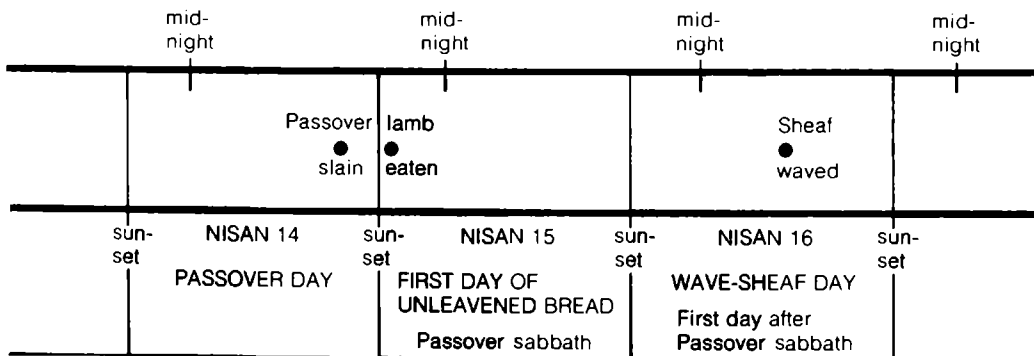 mid-
night
mid-
night
mid-
night
mid-
night
Passover lamb
slain eaten
Sheaf
waved
sun-
set
NISAN 14
sun-
set
NISAN 15
sun-
set
NISAN 16
sun-
set
PASSOVER DAY
FIRST DAY OF
UNLEAVENED BREAD
Passover sabbath
WAVE-SHEAF DAY
First day after
Passover sabbath